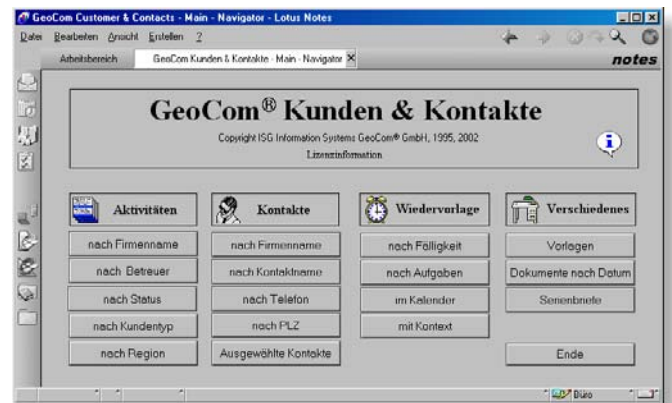 GeoCom Customer & Contacts - Main - Navigator - Lotus Notes
Datei Bearbeiten Ansicht Erstellen ?
Arbeitsbereich GeoCom Kunden & Kontakte - Main - Navigator
notes
GeoCom® Kunden & Kontakte
Copyright ISG Information Systems GeoCom® GmbH, 1995, 2002
Lizenzinformation
Aktivitäten Kontakte Wiedervorlage Verschiedenes
nach Firmenname nach Firmenname nach Fälligkeit Vorlagen
nach Betreuer nach Kontaktname nach Aufgaben Dokumente nach Datum
nach Status nach Telefon im Kalender Serienbriefe
nach Kundentyp nach PLZ mit Kontext
nach Region Ausgewählte Kontakte Ende
Büro